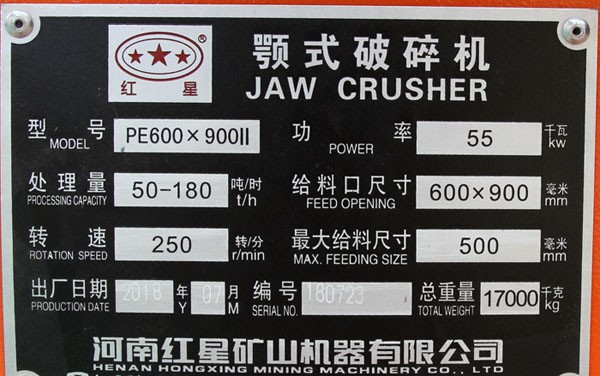 ®
红 星
颚式破碎机
JAW CRUSHER
型号 MODEL PE600×900II 功率 POWER 55 千瓦 kw
处理量 PROCESSING CAPACITY 50-180 吨/时 t/h 给料口尺寸 FEED OPENING 600×900 毫米 mm
转速 ROTATION SPEED 250 转/分 r/min 最大给料尺寸 MAX. FEEDING SIZE 500 毫米 mm
出厂日期 PRODUCTION DATE 2018 年 Y 07 月 M 编号 SERIAL NO. 180723 总重量 TOTAL WEIGHT 17000 千克 kg
河南红星矿山机器有限公司
HENAN HONGXING MINING MACHINERY CO., LTD